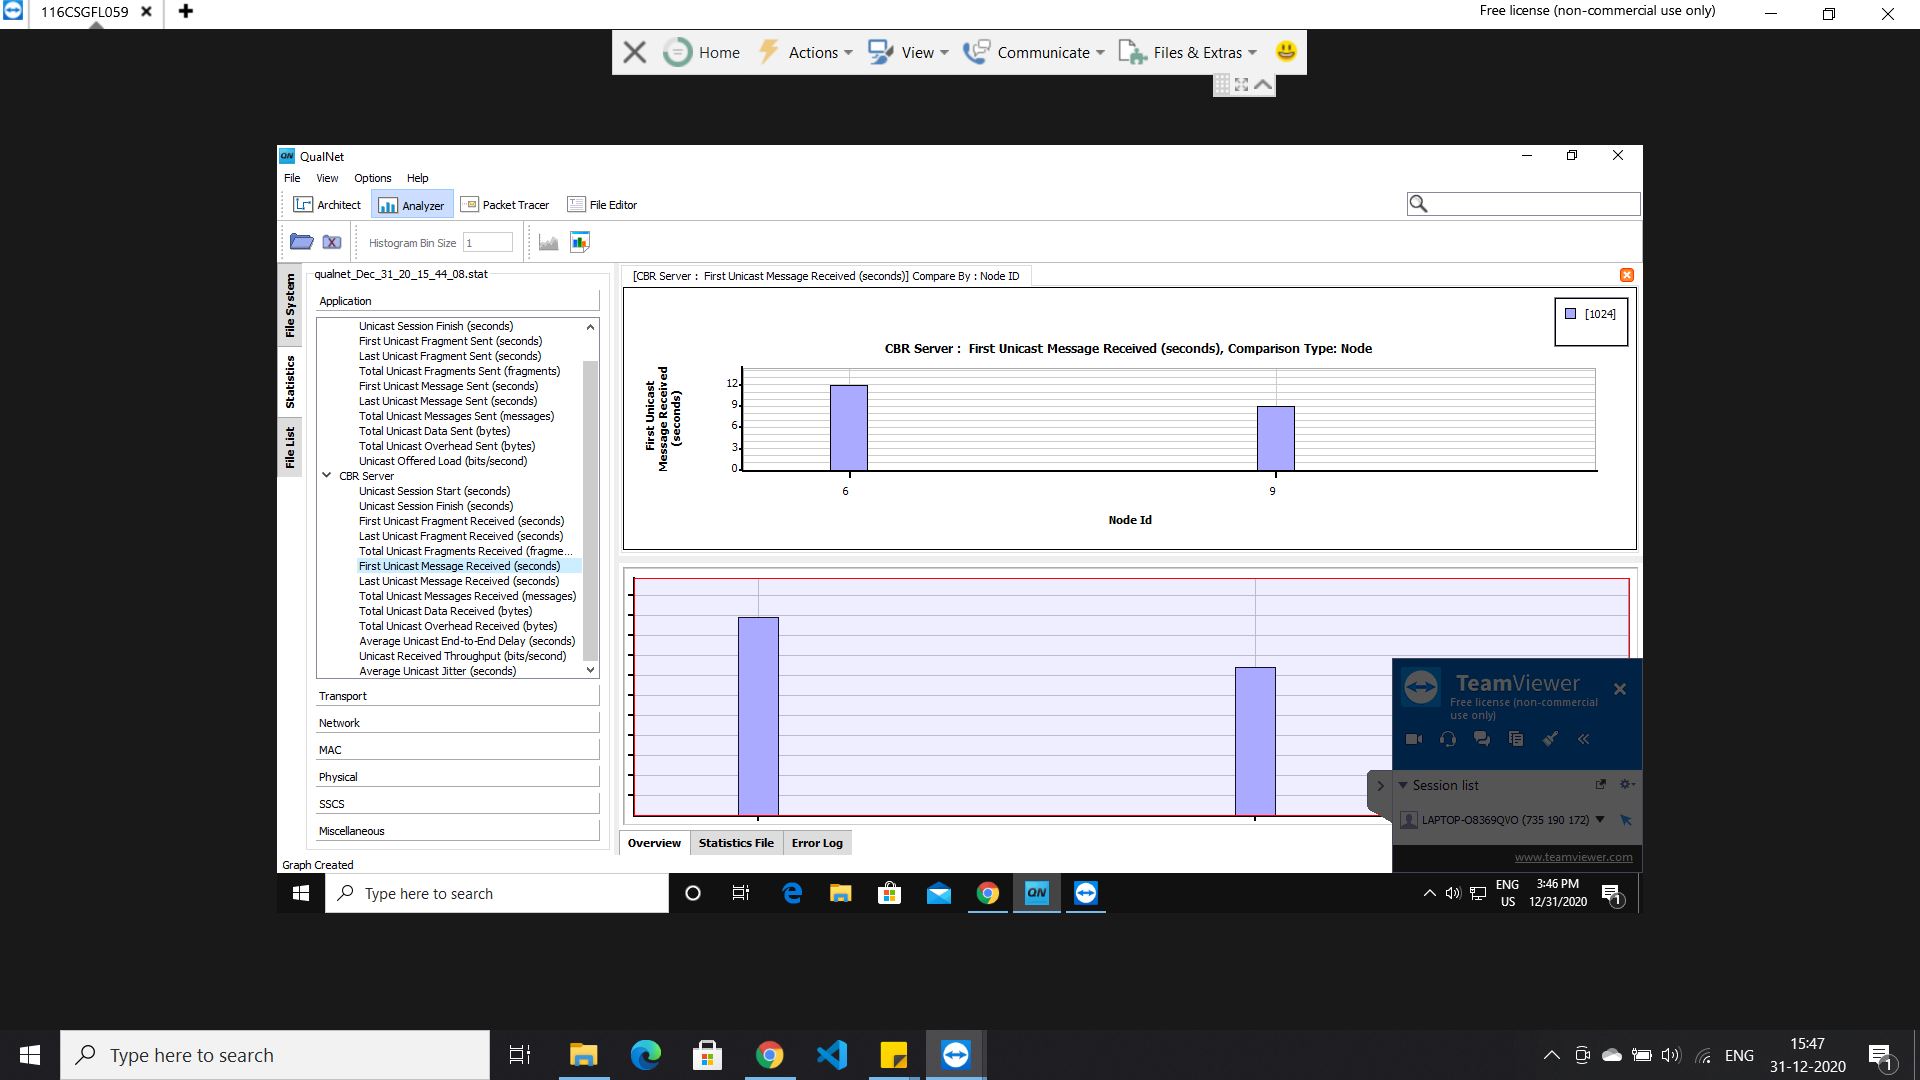 116CSGFL059
Free license (non-commercial use only)
Home
Actions
View
Communicate
Files & Extras
QN QualNet
File View Options Help
Architect
Analyzer
Packet Tracer
File Editor
Histogram Bin Size 1
File System
Statistics
File List
qualnet_Dec_31_20_15_44_08.stat
Application
Unicast Session Finish (seconds)
First Unicast Fragment Sent (seconds)
Last Unicast Fragment Sent (seconds)
Total Unicast Fragments Sent (fragments)
First Unicast Message Sent (seconds)
Last Unicast Message Sent (seconds)
Total Unicast Messages Sent (messages)
Total Unicast Data Sent (bytes)
Total Unicast Overhead Sent (bytes)
Unicast Offered Load (bits/second)
CBR Server
Unicast Session Start (seconds)
Unicast Session Finish (seconds)
First Unicast Fragment Received (seconds)
Last Unicast Fragment Received (seconds)
Total Unicast Fragments Received (fragme...
First Unicast Message Received (seconds)
Last Unicast Message Received (seconds)
Total Unicast Messages Received (messages)
Total Unicast Data Received (bytes)
Total Unicast Overhead Received (bytes)
Average Unicast End-to-End Delay (seconds)
Unicast Received Throughput (bits/second)
Average Unicast Jitter (seconds)
Transport
Network
MAC
Physical
SSCS
Miscellaneous
Graph Created
[CBR Server : First Unicast Message Received (seconds)] Compare By : Node ID
[1024]
CBR Server : First Unicast Message Received (seconds), Comparison Type: Node
First Unicast
Message Received
(seconds)
12
9
6
3
0
6
9
Node Id
Overview
Statistics File
Error Log
TeamViewer
Free license (non-commercial
use only)
Session list
LAPTOP-O8369QVO (735 190 172)
www.teamviewer.com
Type here to search
QN
ENG
US
3:46 PM
12/31/2020
1
Type here to search
ENG
15:47
31-12-2020
1